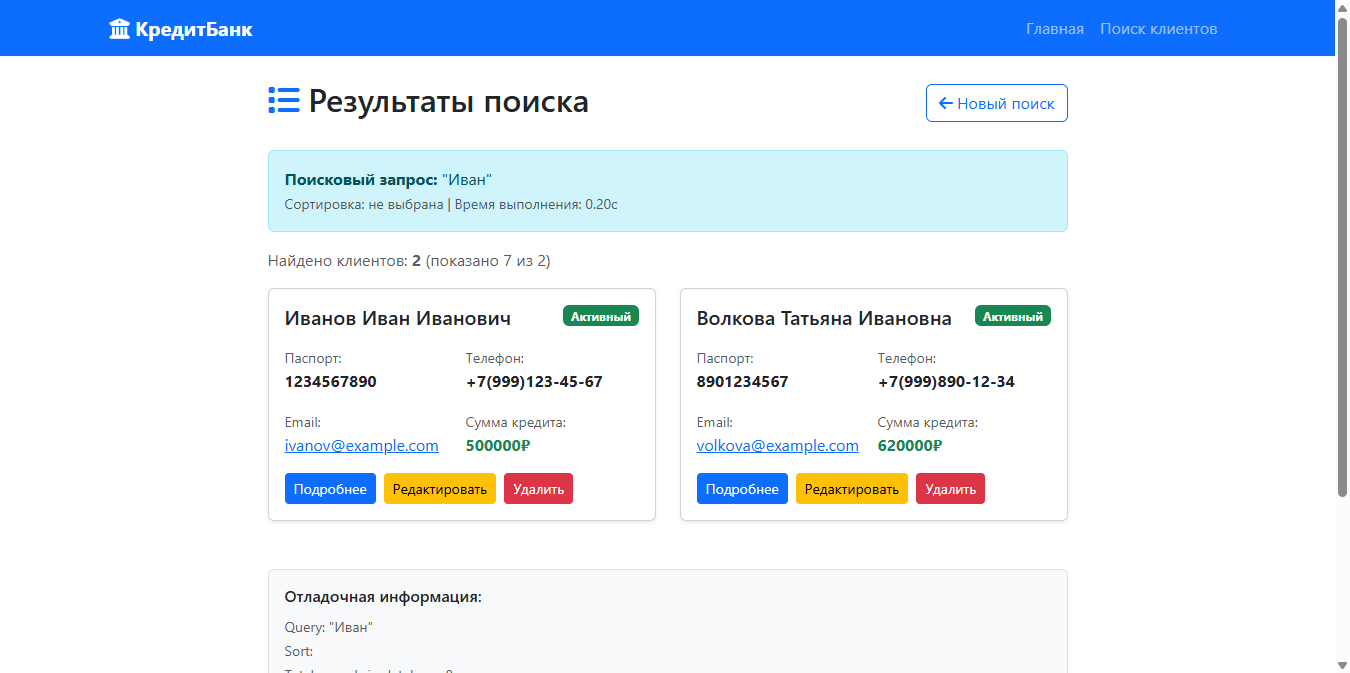 КредитБанк
Главная Поиск клиентов
Результаты поиска
Новый поиск
Поисковый запрос: "Иван"
Сортировка: не выбрана | Время выполнения: 0.20с
Найдено клиентов: 2 (показано 7 из 2)
Иванов Иван Иванович Активный
Паспорт: Телефон:
1234567890 +7(999)123-45-67
Email: Сумма кредита:
ivanov@example.com 500000₽
Подробнее Редактировать Удалить
Волкова Татьяна Ивановна Активный
Паспорт: Телефон:
8901234567 +7(999)890-12-34
Email: Сумма кредита:
volkova@example.com 620000₽
Подробнее Редактировать Удалить
Отладочная информация:
Query: "Иван"
Sort: